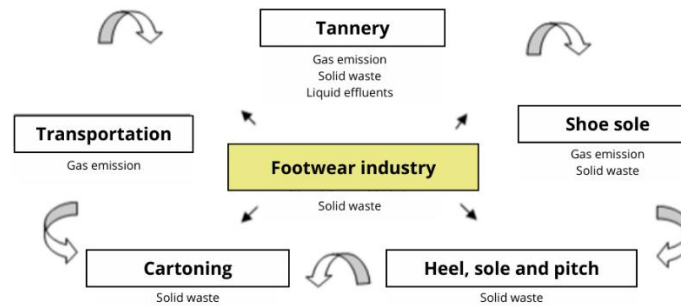 Tannery
Gas emission
Solid waste
Liquid effluents
Transportation
Gas emission
Shoe sole
Gas emission
Solid waste
Footwear industry
Solid waste
Cartoning
Solid waste
Heel, sole and pitch
Solid waste